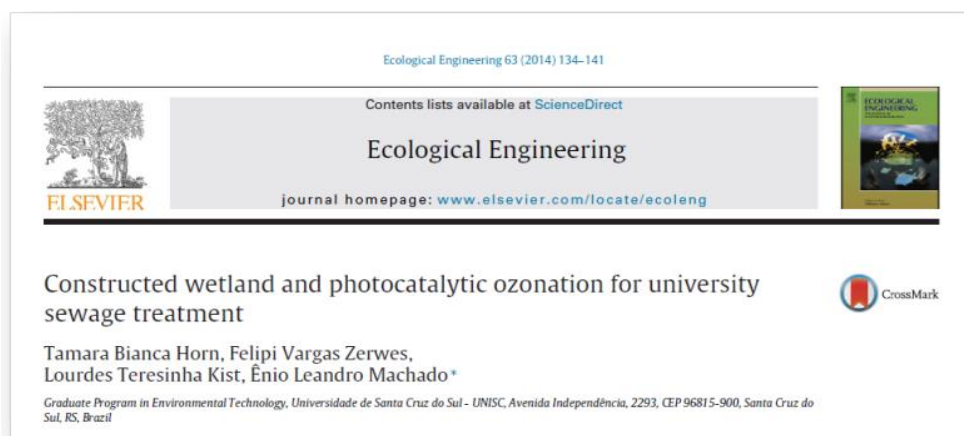 Ecological Engineering 63 (2014) 134–141
Contents lists available at ScienceDirect
Ecological Engineering
journal homepage: www.elsevier.com/locate/ecoleng
ELSEVIER
ECOLOGICAL
ENGINEERING
Constructed wetland and photocatalytic ozonation for university
sewage treatment
CrossMark
Tamara Bianca Horn, Felipi Vargas Zerwes,
Lourdes Teresinha Kist, Ênio Leandro Machado*
Graduate Program in Environmental Technology, Universidade de Santa Cruz do Sul - UNISC, Avenida Independência, 2293, CEP 96815-900, Santa Cruz do
Sul, RS, Brazil